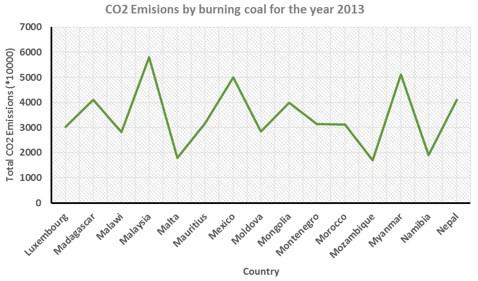 CO2 Emisions by burning coal for the year 2013
Total CO2 Emissions (*10000)
7000
6000
5000
4000
3000
2000
1000
0
Luxembourg
Madagascar
Malawi
Malaysia
Malta
Mauritius
Mexico
Moldova
Mongolia
Montenegro
Morocco
Mozambique
Myanmar
Namibia
Nepal
Country